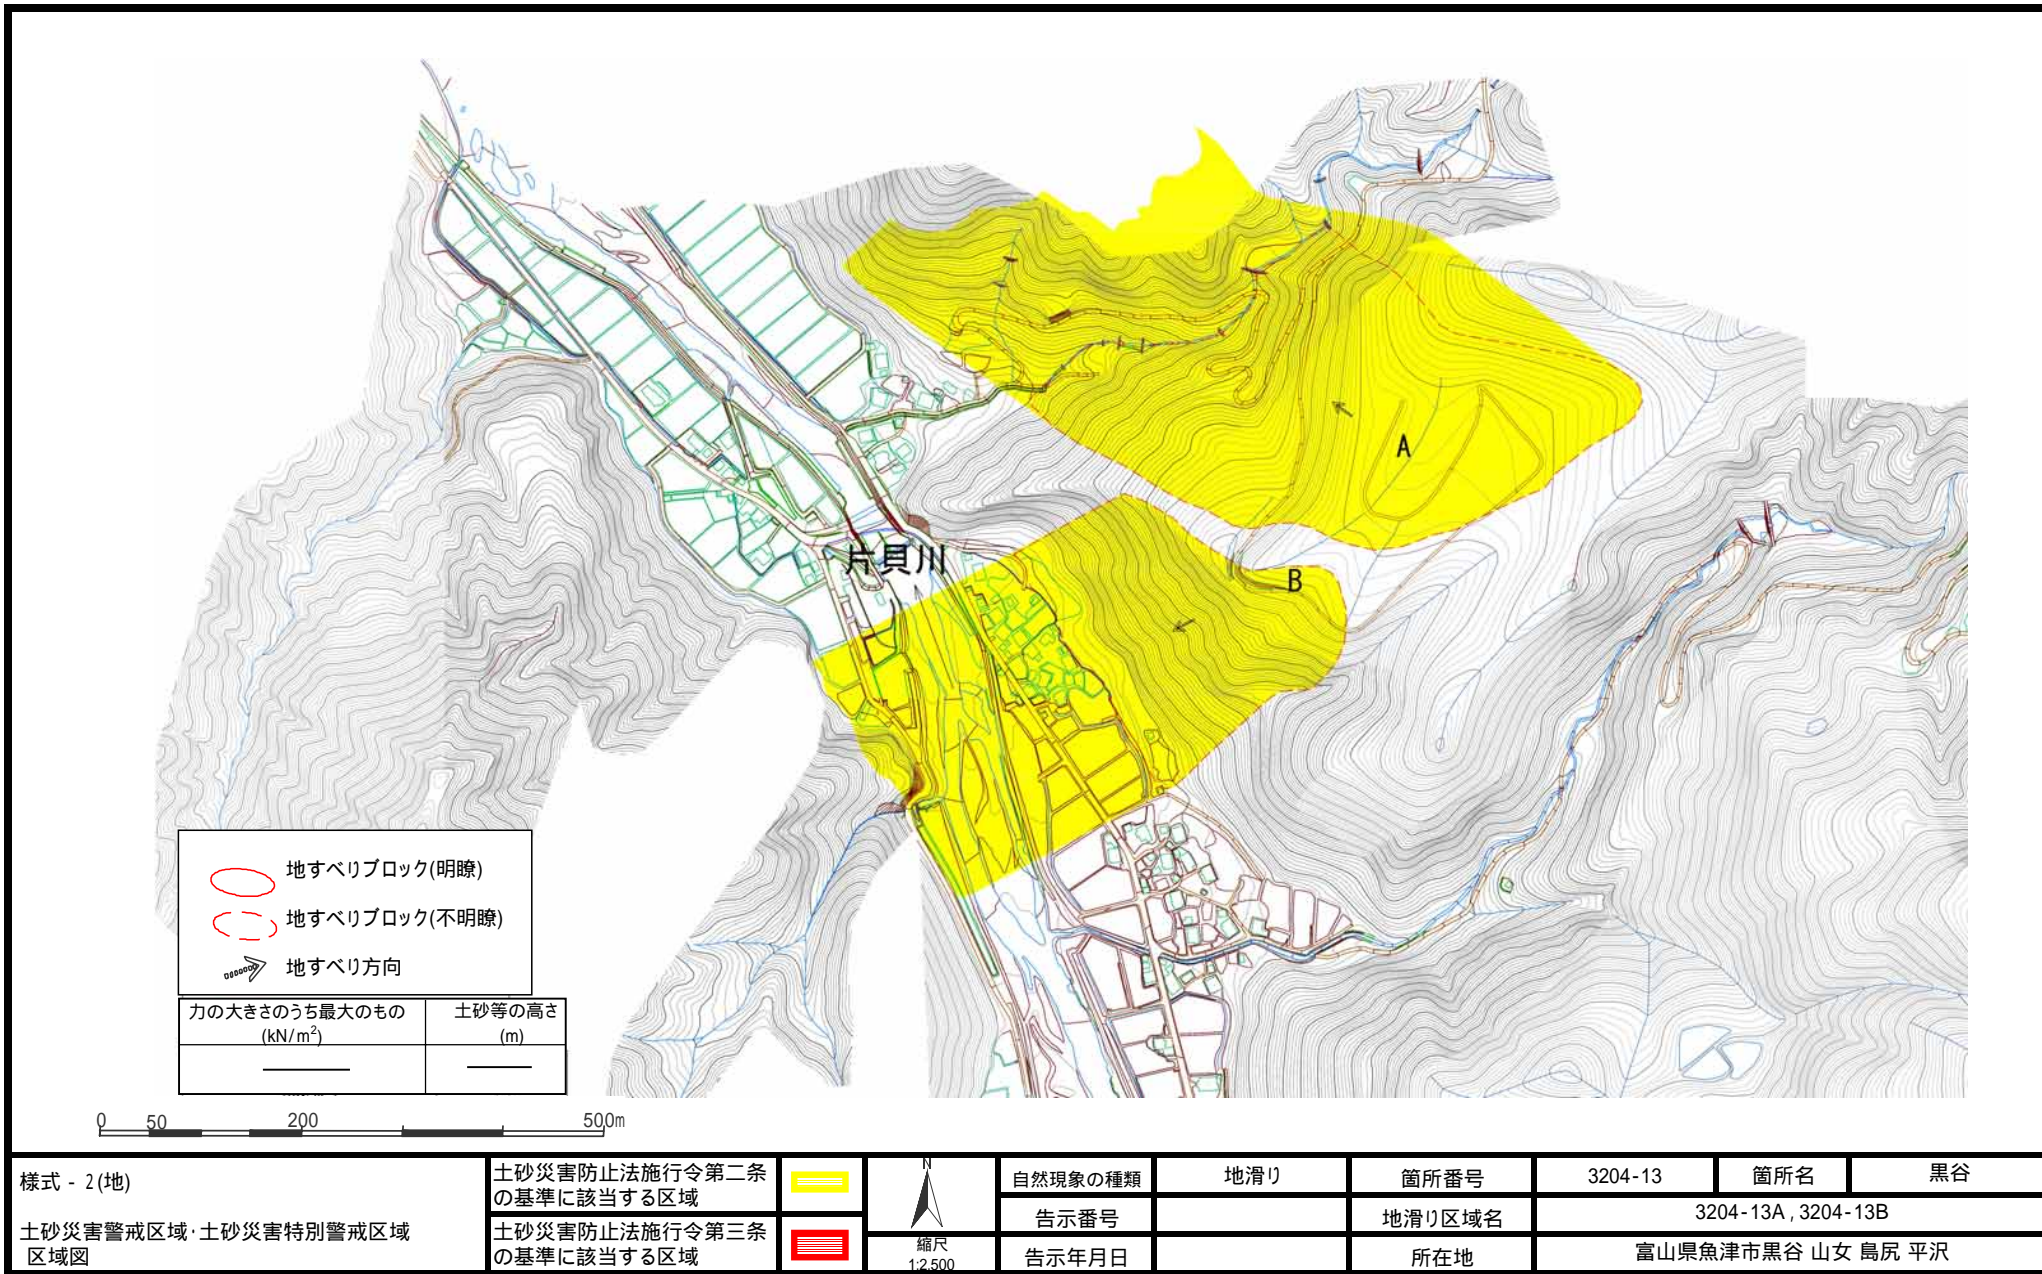 A
B
片貝川
地すべりブロック(明瞭)
地すべりブロック(不明瞭)
地すべり方向
力の大きさのうち最大のもの
(kN/m²)
土砂等の高さ
(m)
0 50 200 500m
様式 - 2(地)
土砂災害警戒区域・土砂災害特別警戒区域
区域図
土砂災害防止法施行令第二条
の基準に該当する区域
土砂災害防止法施行令第三条
の基準に該当する区域
N
縮尺
1:2,500
自然現象の種類 地滑り 箇所番号 3204-13 箇所名 黒谷
告示番号 地滑り区域名 3204-13A , 3204-13B
告示年月日 所在地 富山県魚津市黒谷 山女 島尻 平沢